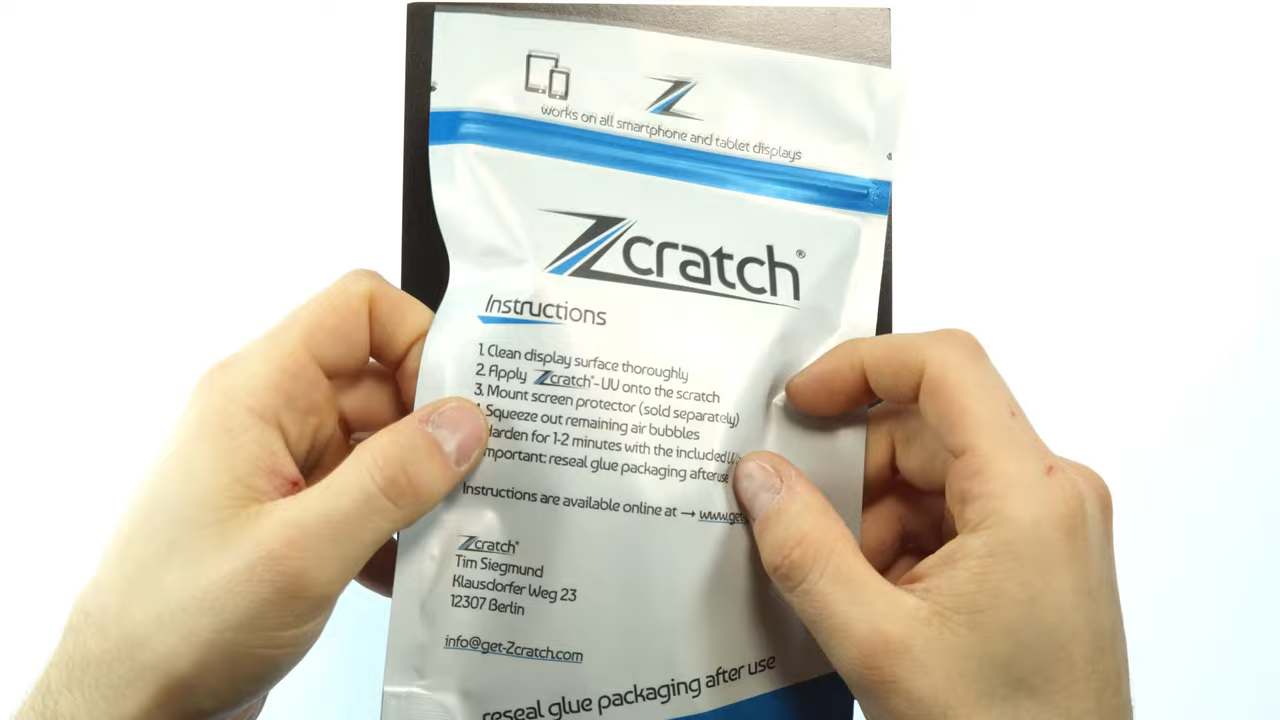 works on all smartphone and tablet displays
Zcratch®
Instructions
1. Clean display surface thoroughly
2. Apply Zcratch®-UV onto the scratch
3. Mount screen protector (sold separately)
Squeeze out remaining air bubbles
Harden for 1-2 minutes with the included
Important: reseal glue packaging after use
Instructions are available online at → www.get
Zcratch®
Tim Siegmund
Klausdorfer Weg 23
12307 Berlin
info@get-Zcratch.com
reseal glue packaging after use